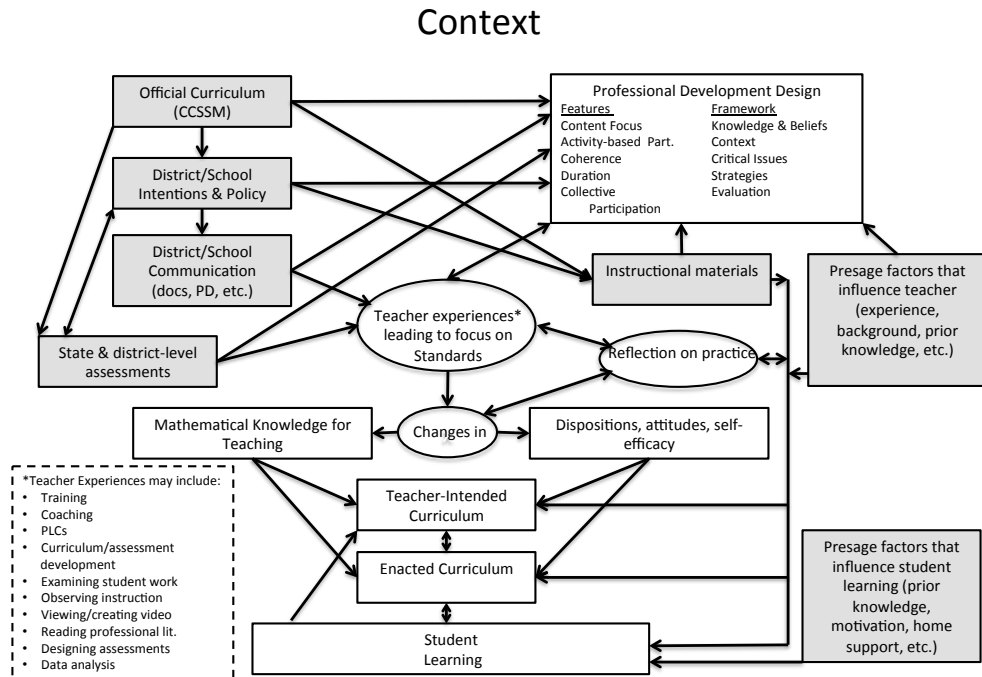 Context
Official Curriculum
(CCSSM)
District/School
Intentions & Policy
District/School
Communication
(docs, PD, etc.)
State & district-level
assessments
Professional Development Design
Features
Content Focus
Activity-based Part.
Coherence
Duration
Collective
Participation
Framework
Knowledge & Beliefs
Context
Critical Issues
Strategies
Evaluation
Instructional materials
Presage factors that
influence teacher
(experience,
background, prior
knowledge, etc.)
Teacher experiences*
leading to focus on
Standards
Reflection on practice
Mathematical Knowledge for
Teaching
Changes in
Dispositions, attitudes, self-
efficacy
Teacher-Intended
Curriculum
Enacted Curriculum
Student
Learning
Presage factors that
influence student
learning (prior
knowledge,
motivation, home
support, etc.)
*Teacher Experiences may include:
• Training
• Coaching
• PLCs
• Curriculum/assessment
development
• Examining student work
• Observing instruction
• Viewing/creating video
• Reading professional lit.
• Designing assessments
• Data analysis